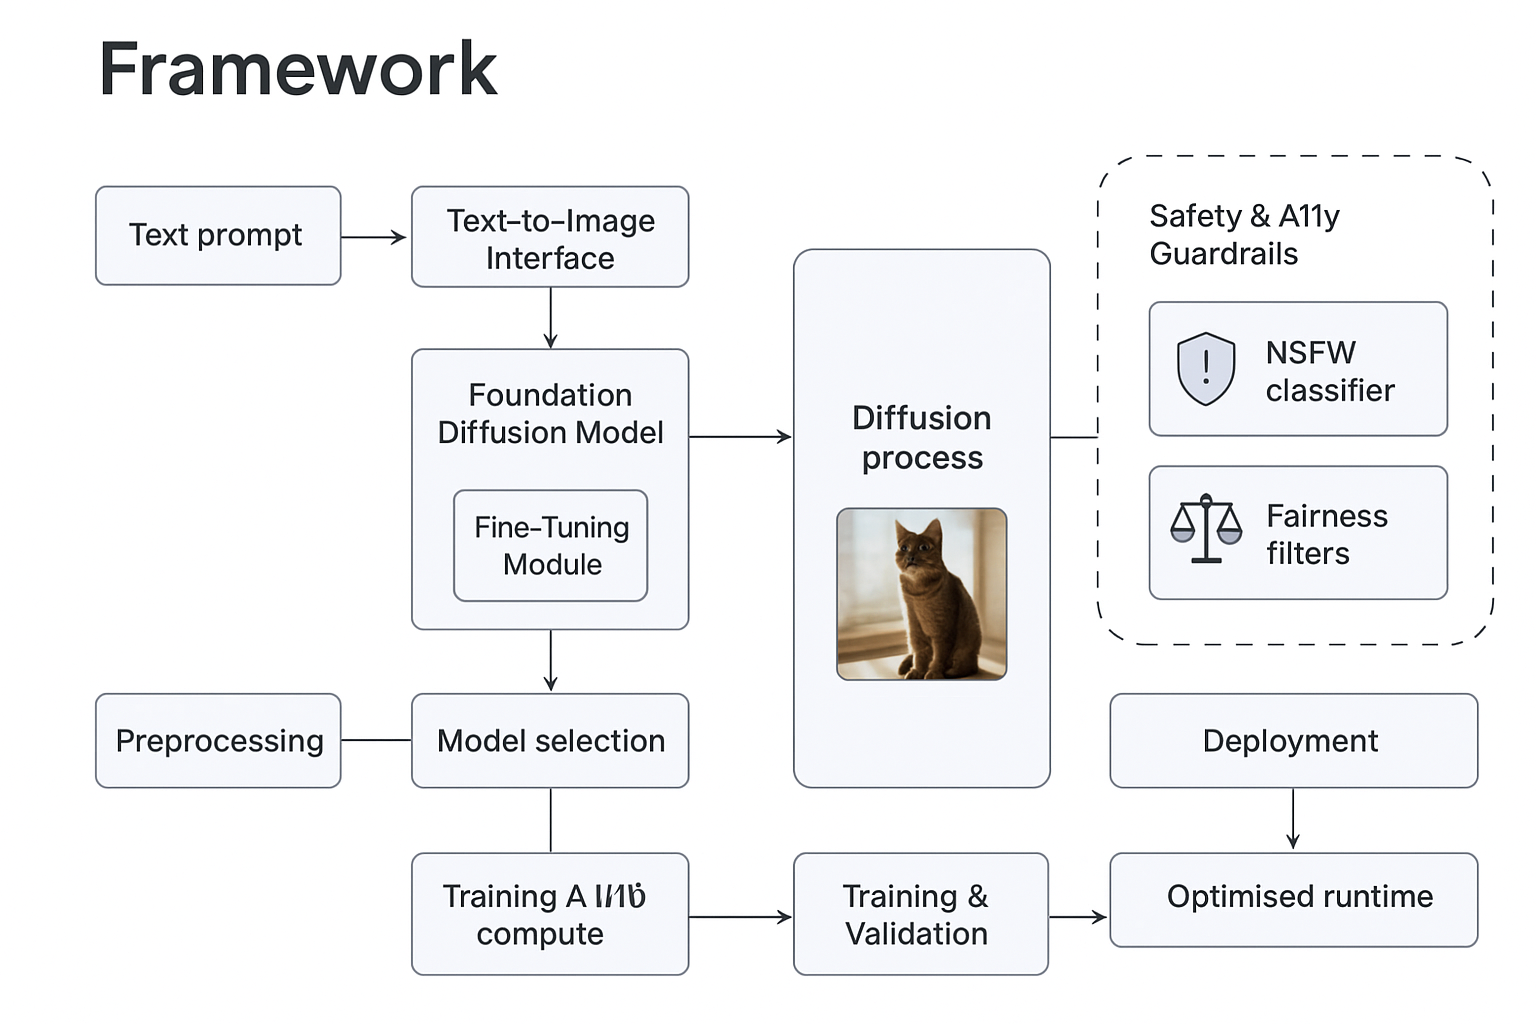 Framework
Text prompt
Text-to-Image
Interface
Foundation
Diffusion Model
Fine-Tuning
Module
Diffusion
process
Safety & A11y
Guardrails
NSFW
classifier
Fairness
filters
Preprocessing
Model selection
Deployment
Training A
compute
Training &
Validation
Optimised runtime